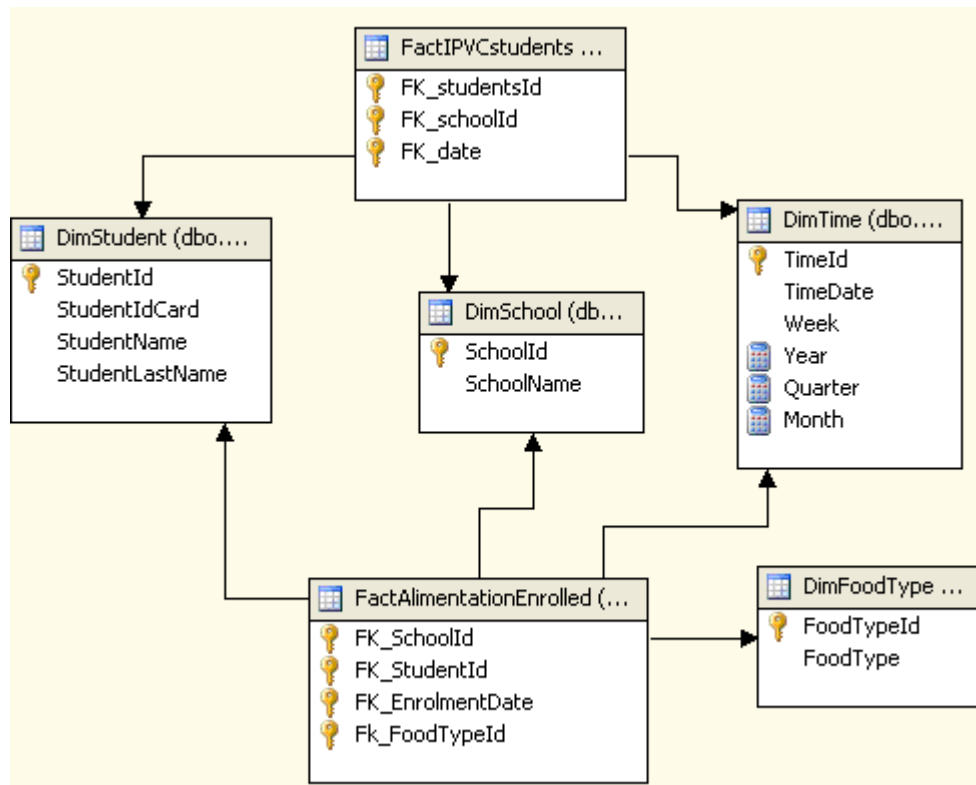 FactIPVCstudents ...
FK_studentsId
FK_schoolId
FK_date
DimStudent (dbo....
StudentId
StudentIdCard
StudentName
StudentLastName
DimSchool (db...
SchoolId
SchoolName
DimTime (dbo....
TimeId
TimeDate
Week
Year
Quarter
Month
FactAlimentationEnrolled (...
FK_SchoolId
FK_StudentId
FK_EnrolmentDate
Fk_FoodTypeId
DimFoodType ...
FoodTypeId
FoodType